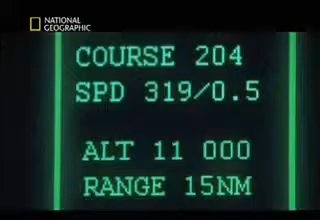 NATIONAL
GEOGRAPHIC
COURSE 204
SPD 319/0.5
ALT 11 000
RANGE 15NM